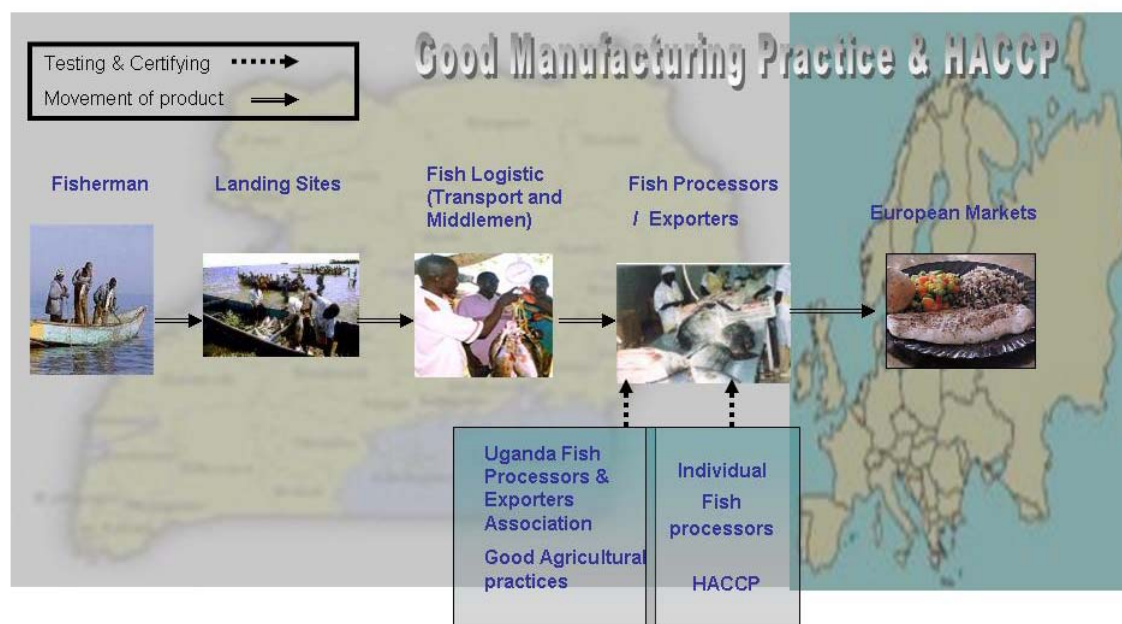 Good Manufacturing Practice & HACCP
Testing & Certifying
Movement of product
Fisherman
Landing Sites
Fish Logistic
(Transport and
Middlemen)
Fish Processors
/ Exporters
European Markets
Uganda Fish
Processors &
Exporters
Association
Good Agricultural
practices
Individual
Fish
processors
HACCP